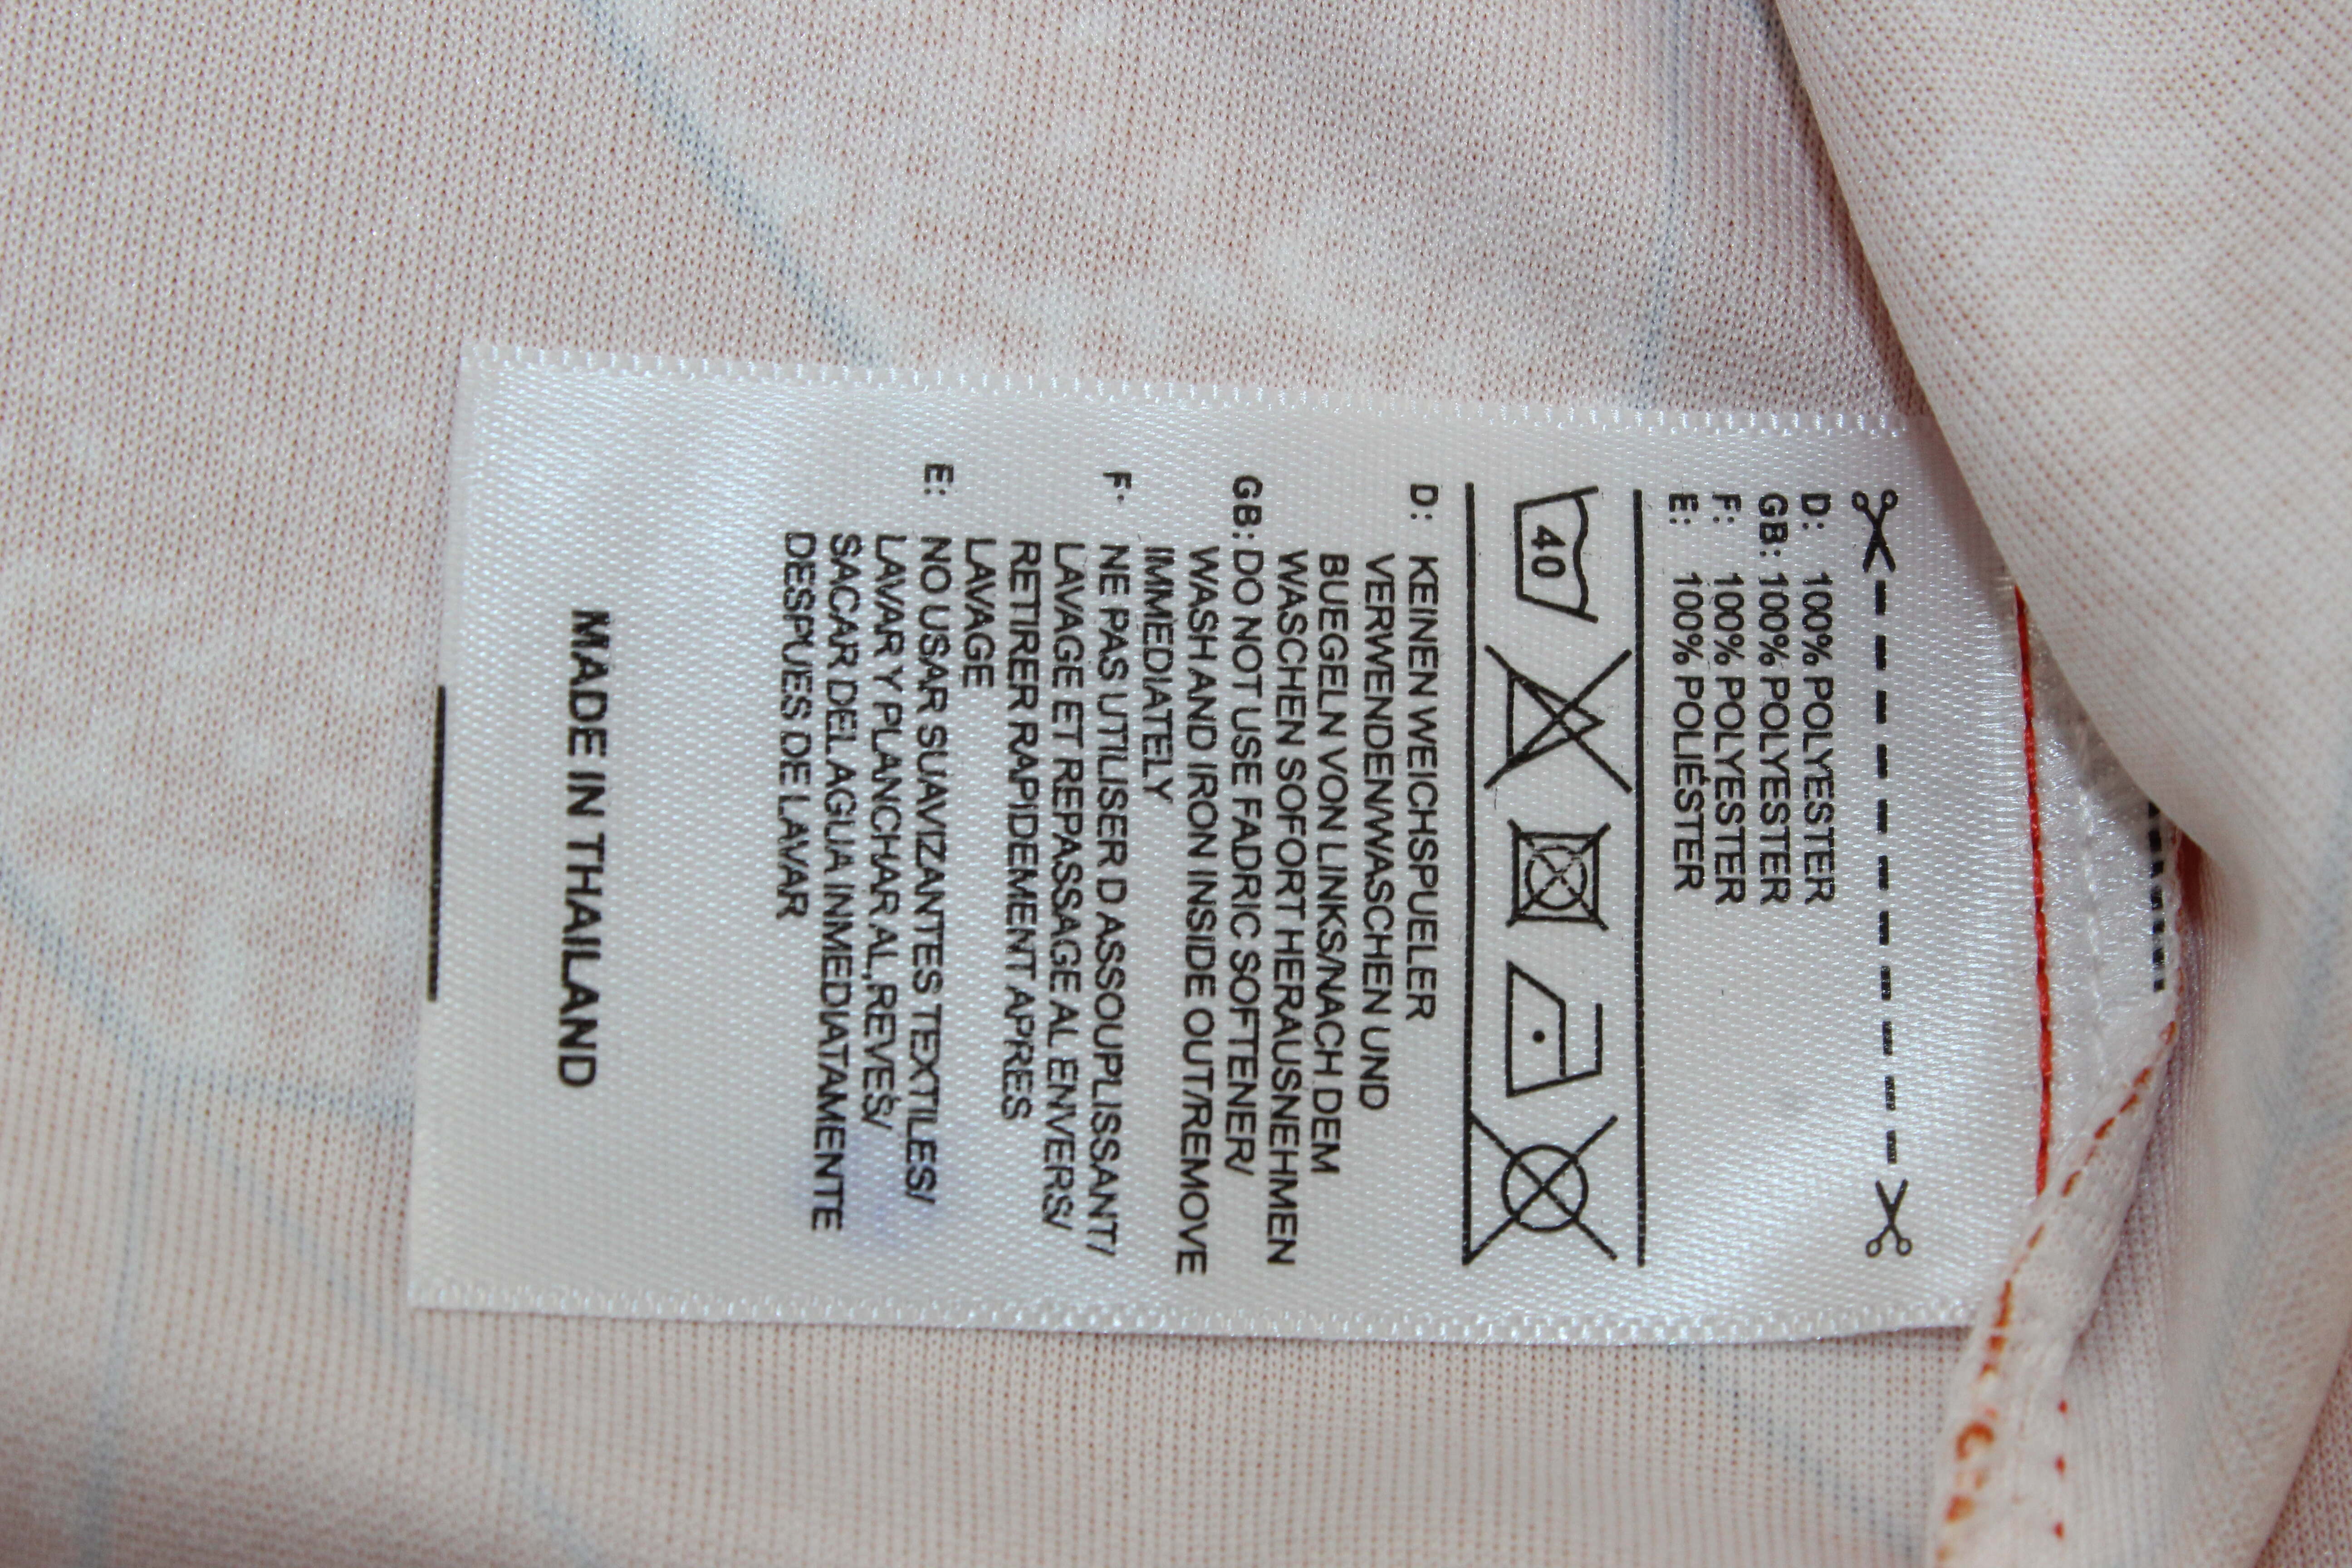 D: 100% POLYESTER
GB: 100% POLYESTER
F: 100% POLYESTER
E: 100% POLIÉSTER
40
D: KEINEN WEICHSPUELER
VERWENDEN/WASCHEN UND
BUEGELN VON LINKS/NACH DEM
WASCHEN SOFORT HERAUSNEHMEN
GB: DO NOT USE FADRIC SOFTENER/
WASH AND IRON INSIDE OUT/REMOVE
IMMEDIATELY
F: NE PAS UTILISER D ASSOUPLISSANT/
LAVAGE ET REPASSAGE AL ENVERS/
RETIRER RAPIDEMENT APRES
LAVAGE
E: NO USAR SUAVIZANTES TEXTILES/
LAVAR Y PLANCHAR AL,REVEŚ/
SACAR DEL AGUA INMEDIATAMENTE
DESPUES DE LAVAR
MADE IN THAILAND